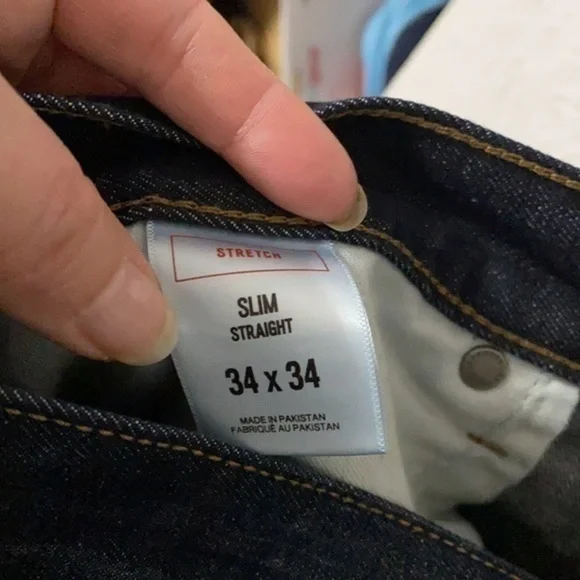 STRETCH
SLIM
STRAIGHT
34 x 34
MADE IN PAKISTAN
FABRIQUÉ AU PAKISTAN